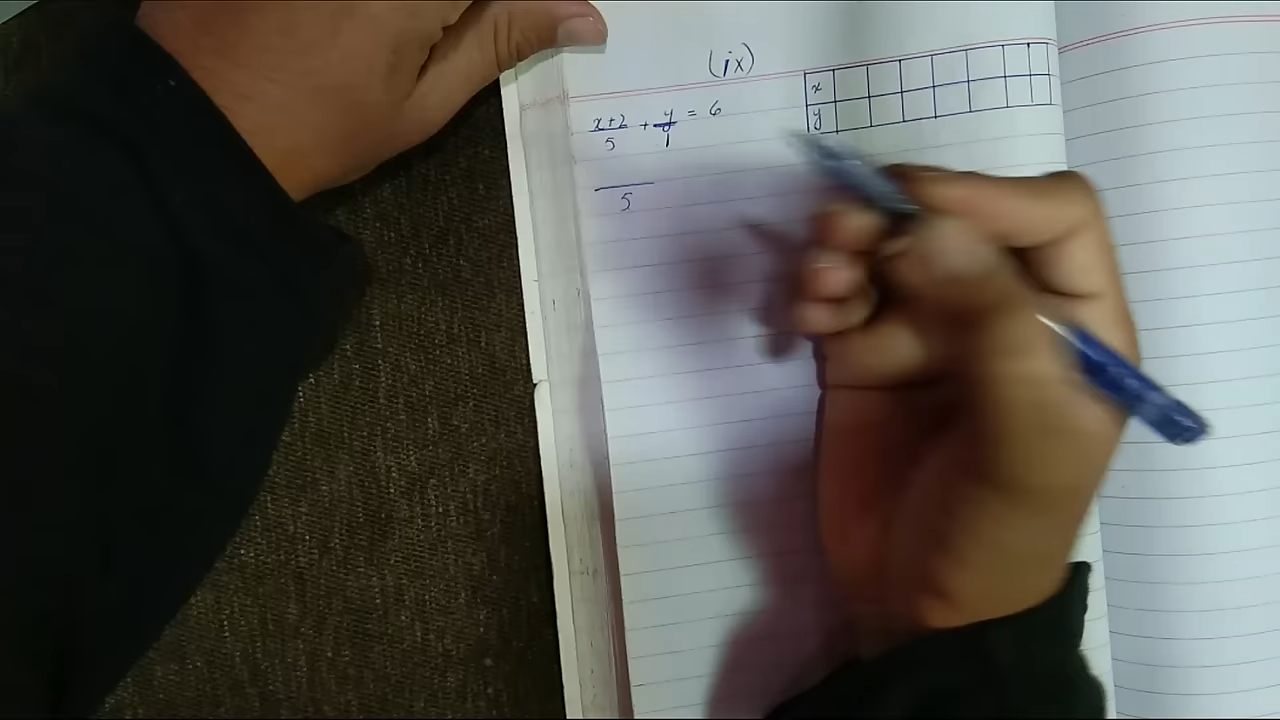 (ix)
x+2/5 + y/1 = 6
5
x
y